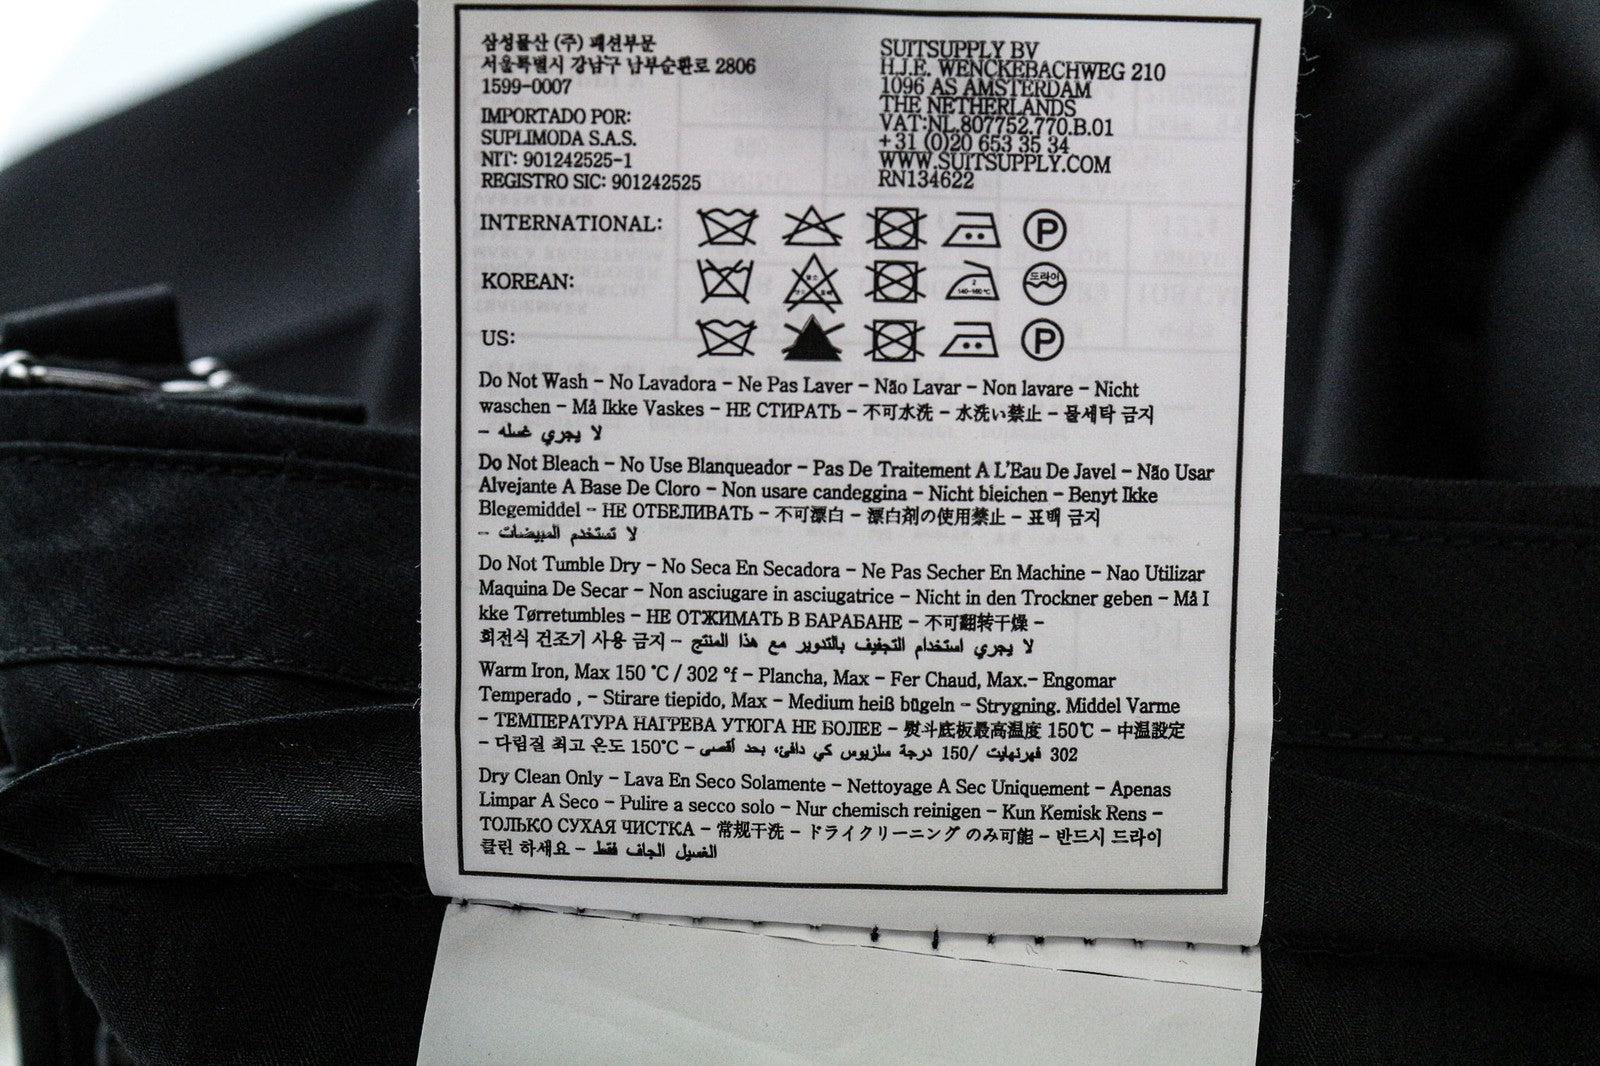 삼성물산 (주) 패션부문
서울특별시 강남구 남부순환로 2806
1599-0007
IMPORTADO POR:
SUPLIMODA S.A.S.
NIT: 901242525-1
REGISTRO SIC: 901242525
SUITSUPPLY BV
H.J.E. WENCKEBACHWEG 210
1096 AS AMSTERDAM
THE NETHERLANDS
VAT:NL.807752.770.B.01
+31 (0)20 653 35 34
WWW.SUITSUPPLY.COM
RN134622
INTERNATIONAL:
P
KOREAN:
2
140-160℃
드라이
US:
P
Do Not Wash – No Lavadora – Ne Pas Laver – Não Lavar – Non lavare – Nicht
waschen – Må Ikke Vaskes – НЕ СТИРАТЬ – 不可水洗 – 水洗い禁止 – 물세탁 금지
– لا يجري غسله
Do Not Bleach – No Use Blanqueador – Pas De Traitement A L'Eau De Javel – Não Usar
Alvejante A Base De Cloro – Non usare candeggina – Nicht bleichen – Benyt Ikke
Blegemiddel – НЕ ОТБЕЛИВАТЬ – 不可漂白 – 漂白剤の使用禁止 – 표백 금지
– لا تستخدم المبيضات
Do Not Tumble Dry – No Seca En Secadora – Ne Pas Secher En Machine – Nao Utilizar
Maquina De Secar – Non asciugare in asciugatrice – Nicht in den Trockner geben – Må I
kke Tørretumbles – НЕ ОТЖИМАТЬ В БАРАБАНЕ – 不可翻转干燥 –
회전식 건조기 사용 금지 – لا يجري استخدام التجفيف بالتدوير مع هذا المنتج
Warm Iron, Max 150 °C / 302 °f – Plancha, Max – Fer Chaud, Max.– Engomar
Temperado , – Stirare tiepido, Max – Medium heiß bügeln – Strygning. Middel Varme
– ТЕМПЕРАТУРА НАГРЕВА УТЮГА НЕ БОЛЕЕ – 熨斗底板最高温度 150℃ – 中温設定
– 다림질 최고 온도 150°C – درجة سلزيوس كي دافئ، بحد أقصى 150/ فهرنهايت 302
Dry Clean Only – Lava En Seco Solamente – Nettoyage A Sec Uniquement – Apenas
Limpar A Seco – Pulire a secco solo – Nur chemisch reinigen – Kun Kemisk Rens –
ТОЛЬКО СУХАЯ ЧИСТКА – 常规干洗 – ドライクリーニング のみ可能 – 반드시 드라이
클린 하세요 – الغسيل الجاف فقط